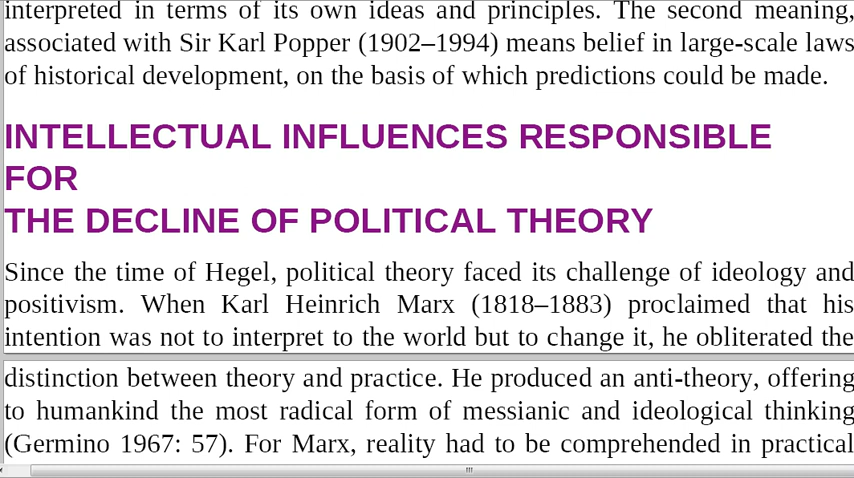 interpreted in terms of its own ideas and principles. The second meaning,
associated with Sir Karl Popper (1902–1994) means belief in large-scale laws
of historical development, on the basis of which predictions could be made.
INTELLECTUAL INFLUENCES RESPONSIBLE
FOR
THE DECLINE OF POLITICAL THEORY
Since the time of Hegel, political theory faced its challenge of ideology and
positivism. When Karl Heinrich Marx (1818–1883) proclaimed that his
intention was not to interpret to the world but to change it, he obliterated the
distinction between theory and practice. He produced an anti-theory, offering
to humankind the most radical form of messianic and ideological thinking
(Germino 1967: 57). For Marx, reality had to be comprehended in practical